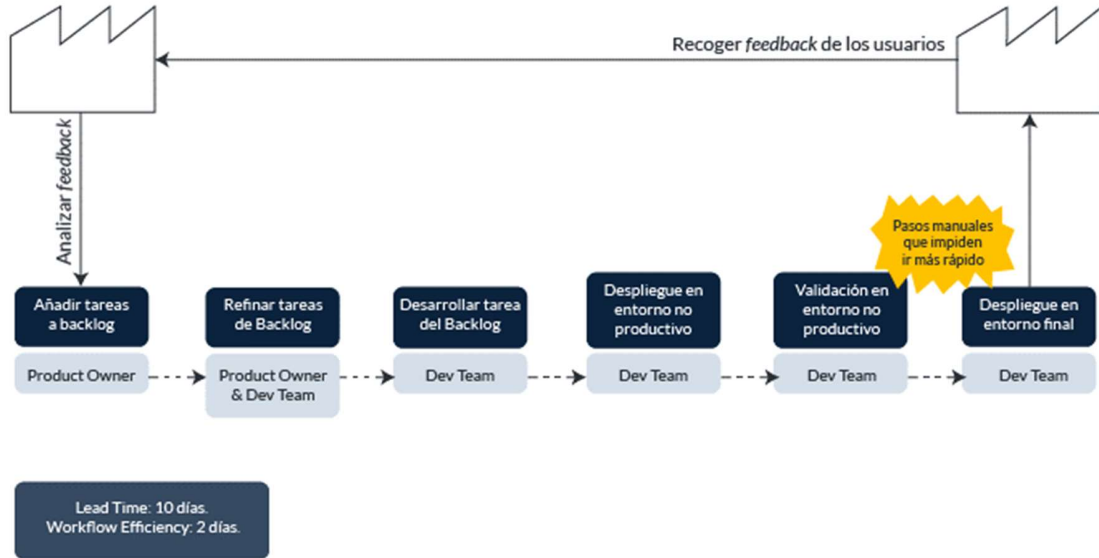 Recoger feedback de los usuarios
Analizar feedback
Pasos manuales
que impiden
ir más rápido
Añadir tareas
a backlog
Refinar tareas
de Backlog
Desarrollar tarea
del Backlog
Despliegue en
entorno no
productivo
Validación en
entorno no
productivo
Despliegue en
entorno final
Product Owner
Product Owner
& Dev Team
Dev Team
Dev Team
Dev Team
Dev Team
Lead Time: 10 días.
Workflow Efficiency: 2 días.